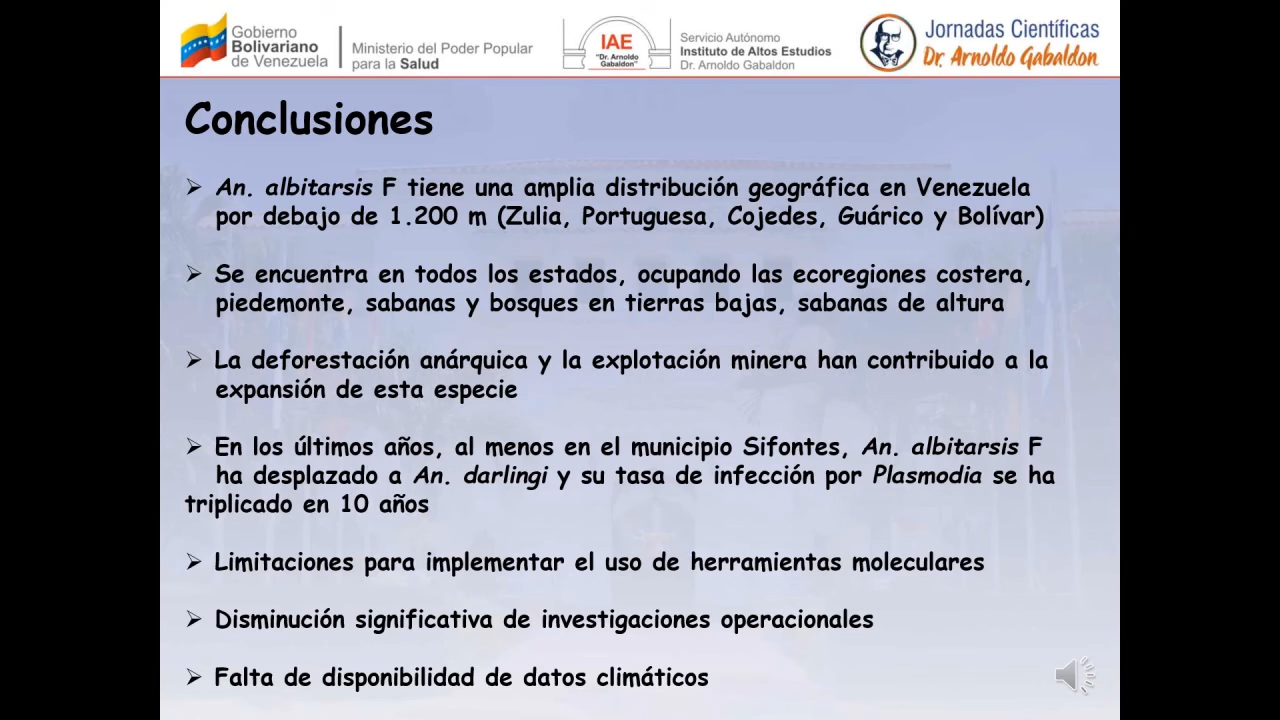 Gobierno
Bolivariano
de Venezuela
Ministerio del Poder Popular
para la Salud
IAE
"Dr. Arnoldo
Gabaldon"
Servicio Autónomo
Instituto de Altos Estudios
Dr. Arnoldo Gabaldon
Jornadas Científicas
Dr. Arnoldo Gabaldon
Conclusiones
➢ An. albitarsis F tiene una amplia distribución geográfica en Venezuela
por debajo de 1.200 m (Zulia, Portuguesa, Cojedes, Guárico y Bolívar)
➢ Se encuentra en todos los estados, ocupando las ecoregiones costera,
piedemonte, sabanas y bosques en tierras bajas, sabanas de altura
➢ La deforestación anárquica y la explotación minera han contribuido a la
expansión de esta especie
➢ En los últimos años, al menos en el municipio Sifontes, An. albitarsis F
ha desplazado a An. darlingi y su tasa de infección por Plasmodia se ha
triplicado en 10 años
➢ Limitaciones para implementar el uso de herramientas moleculares
➢ Disminución significativa de investigaciones operacionales
➢ Falta de disponibilidad de datos climáticos